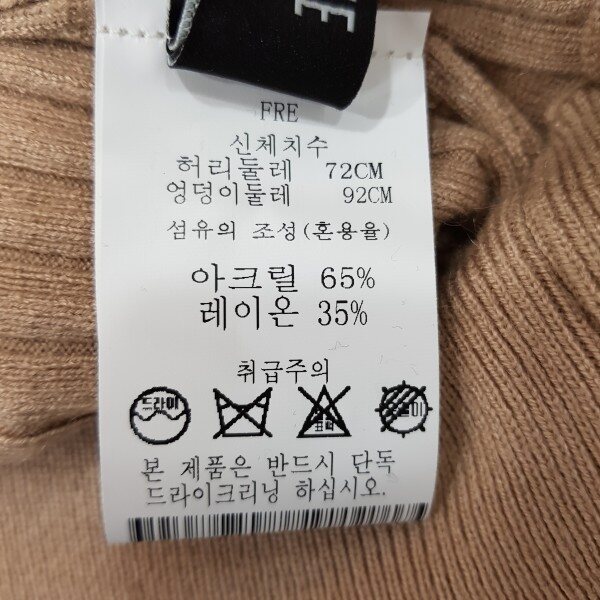 FRE
신체치수
허리둘레 72CM
엉덩이둘레 92CM
섬유의 조성(혼용율)
아크릴 65%
레이온 35%
취급주의
드라이
본 제품은 반드시 단독
드라이크리닝 하십시오.